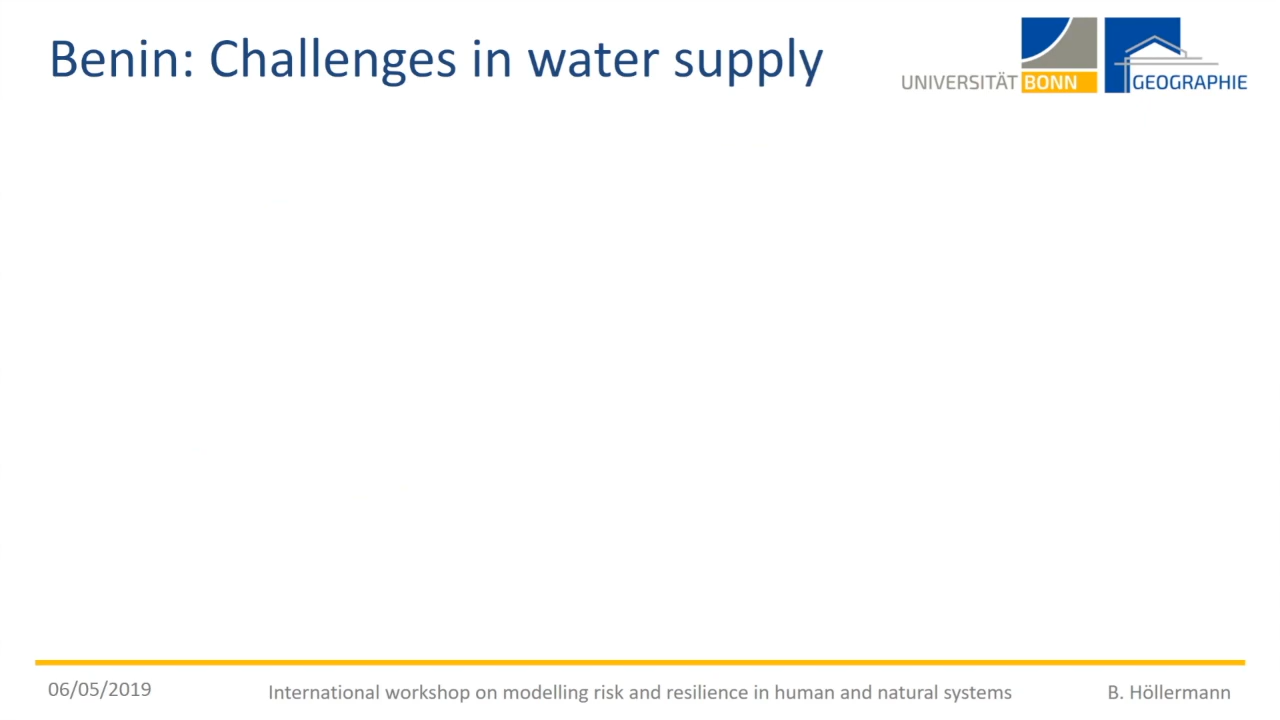 Benin: Challenges in water supply
UNIVERSITÄT BONN
GEOGRAPHIE
06/05/2019
International workshop on modelling risk and resilience in human and natural systems
B. Höllermann